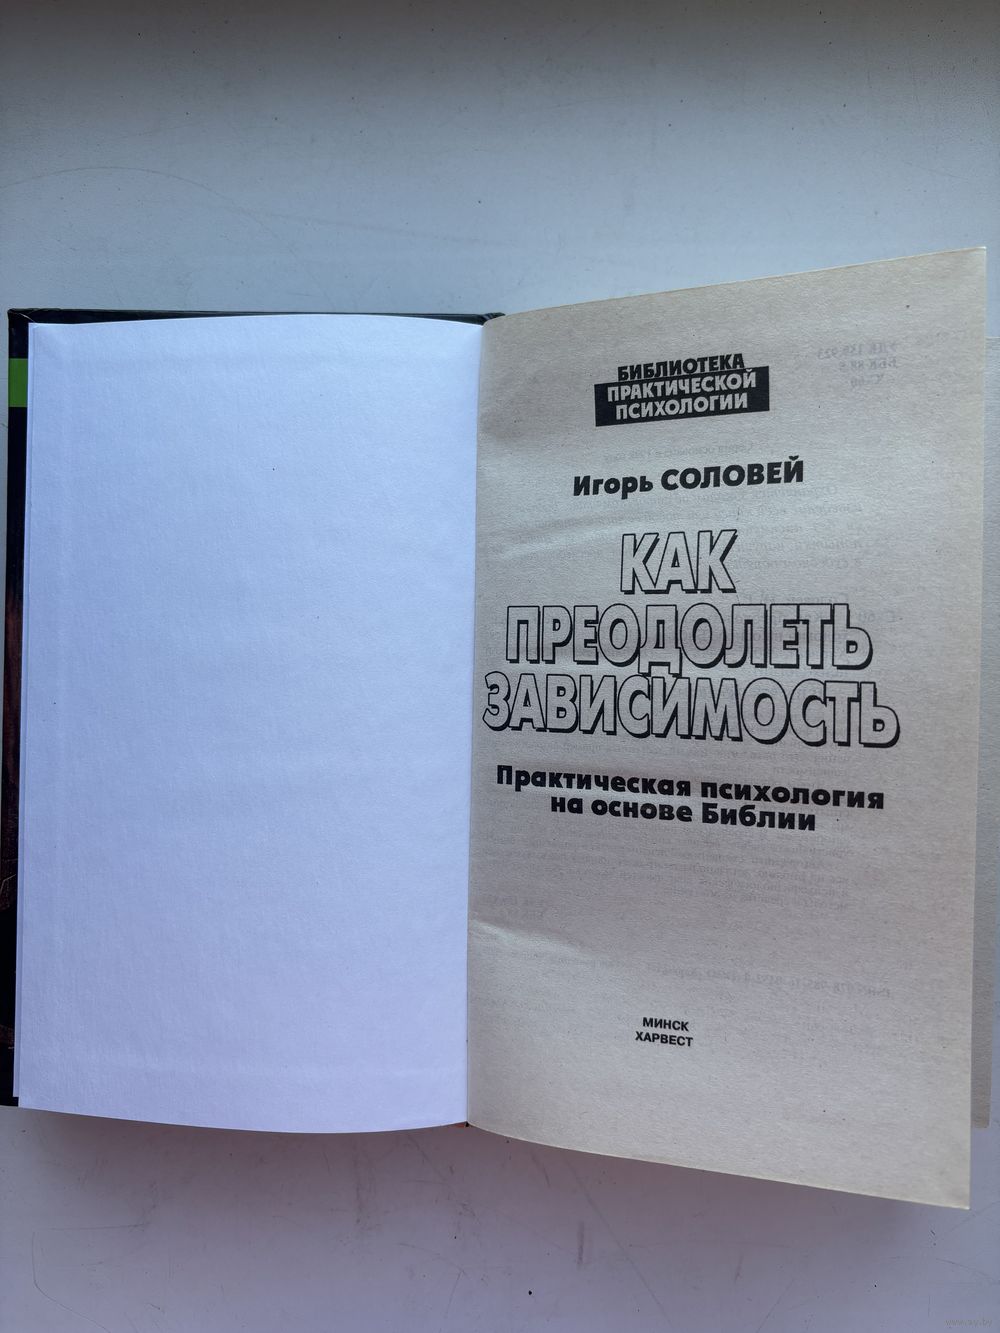 БИБЛИОТЕКА
ПРАКТИЧЕСКОЙ
ПСИХОЛОГИИ
Игорь СОЛОВЕЙ
КАК
ПРЕОДОЛЕТЬ
ЗАВИСИМОСТЬ
Практическая психология
на основе Библии
МИНСК
ХАРВЕСТ